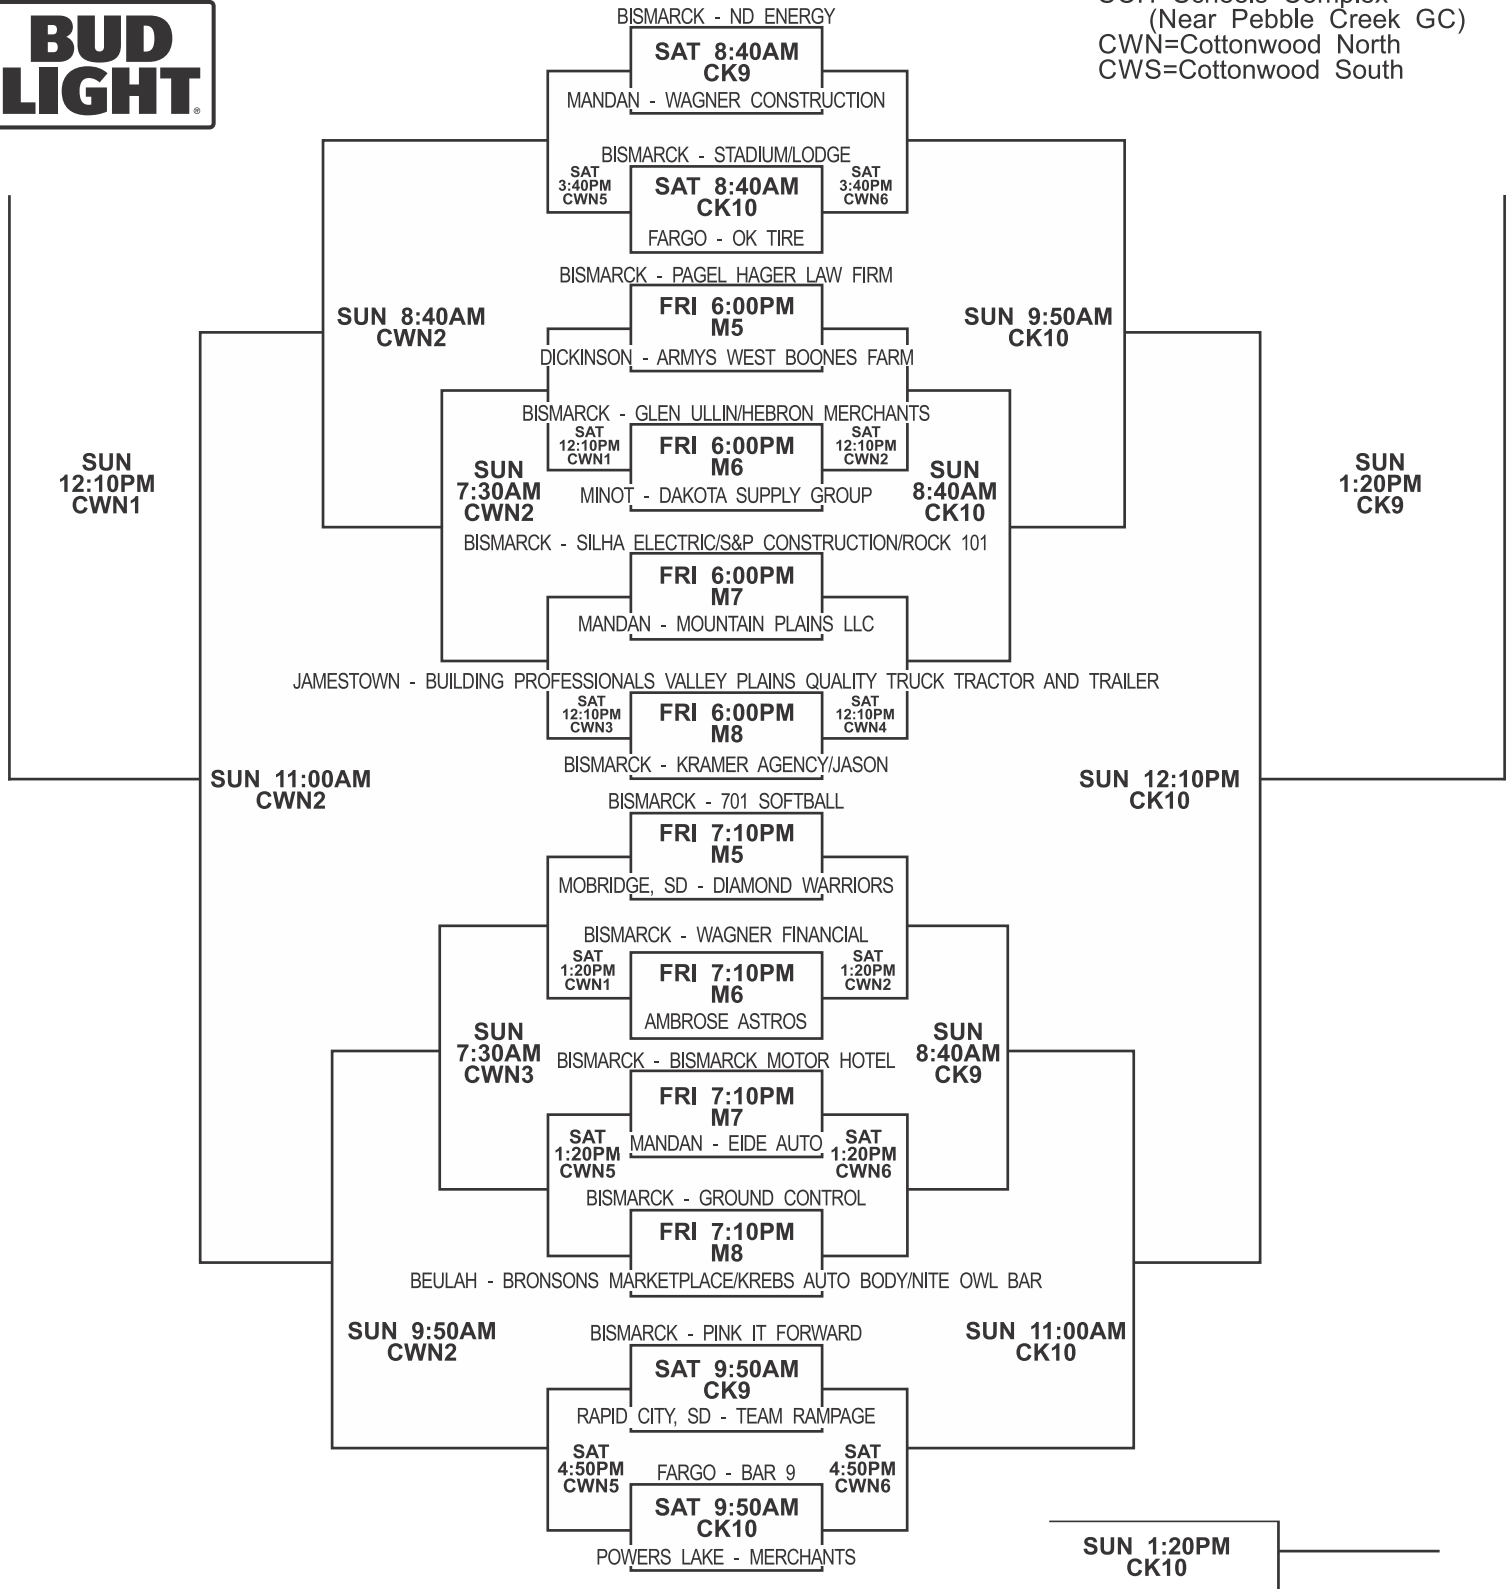 BUD
LIGHT®
(Near Pebble Creek GC)
CWN=Cottonwood North
CWS=Cottonwood South
BISMARCK - ND ENERGY
SAT 8:40AM
CK9
MANDAN - WAGNER CONSTRUCTION
BISMARCK - STADIUM/LODGE
SAT
3:40PM
CWN5
SAT 8:40AM
CK10
SAT
3:40PM
CWN6
FARGO - OK TIRE
BISMARCK - PAGEL HAGER LAW FIRM
FRI 6:00PM
M5
SUN 8:40AM
CWN2
SUN 9:50AM
CK10
DICKINSON - ARMYS WEST BOONES FARM
BISMARCK - GLEN ULLIN/HEBRON MERCHANTS
SAT
12:10PM
CWN1
FRI 6:00PM
M6
SAT
12:10PM
CWN2
SUN
12:10PM
CWN1
SUN
7:30AM
CWN2
SUN
8:40AM
CK10
SUN
1:20PM
CK9
MINOT - DAKOTA SUPPLY GROUP
BISMARCK - SILHA ELECTRIC/S&P CONSTRUCTION/ROCK 101
FRI 6:00PM
M7
MANDAN - MOUNTAIN PLAINS LLC
JAMESTOWN - BUILDING PROFESSIONALS VALLEY PLAINS QUALITY TRUCK TRACTOR AND TRAILER
SAT
12:10PM
CWN3
FRI 6:00PM
M8
SAT
12:10PM
CWN4
BISMARCK - KRAMER AGENCY/JASON
SUN 11:00AM
CWN2
SUN 12:10PM
CK10
BISMARCK - 701 SOFTBALL
FRI 7:10PM
M5
MOBRIDGE, SD - DIAMOND WARRIORS
BISMARCK - WAGNER FINANCIAL
SAT
1:20PM
CWN1
FRI 7:10PM
M6
SAT
1:20PM
CWN2
AMBROSE ASTROS
SUN
7:30AM
CWN3
SUN
8:40AM
CK9
BISMARCK - BISMARCK MOTOR HOTEL
FRI 7:10PM
M7
SAT
1:20PM
CWN5
MANDAN - EIDE AUTO
SAT
1:20PM
CWN6
BISMARCK - GROUND CONTROL
FRI 7:10PM
M8
BEULAH - BRONSONS MARKETPLACE/KREBS AUTO BODY/NITE OWL BAR
SUN 9:50AM
CWN2
BISMARCK - PINK IT FORWARD
SUN 11:00AM
CK10
SAT 9:50AM
CK9
RAPID CITY, SD - TEAM RAMPAGE
SAT
4:50PM
CWN5
FARGO - BAR 9
SAT
4:50PM
CWN6
SAT 9:50AM
CK10
POWERS LAKE - MERCHANTS
SUN 1:20PM
CK10